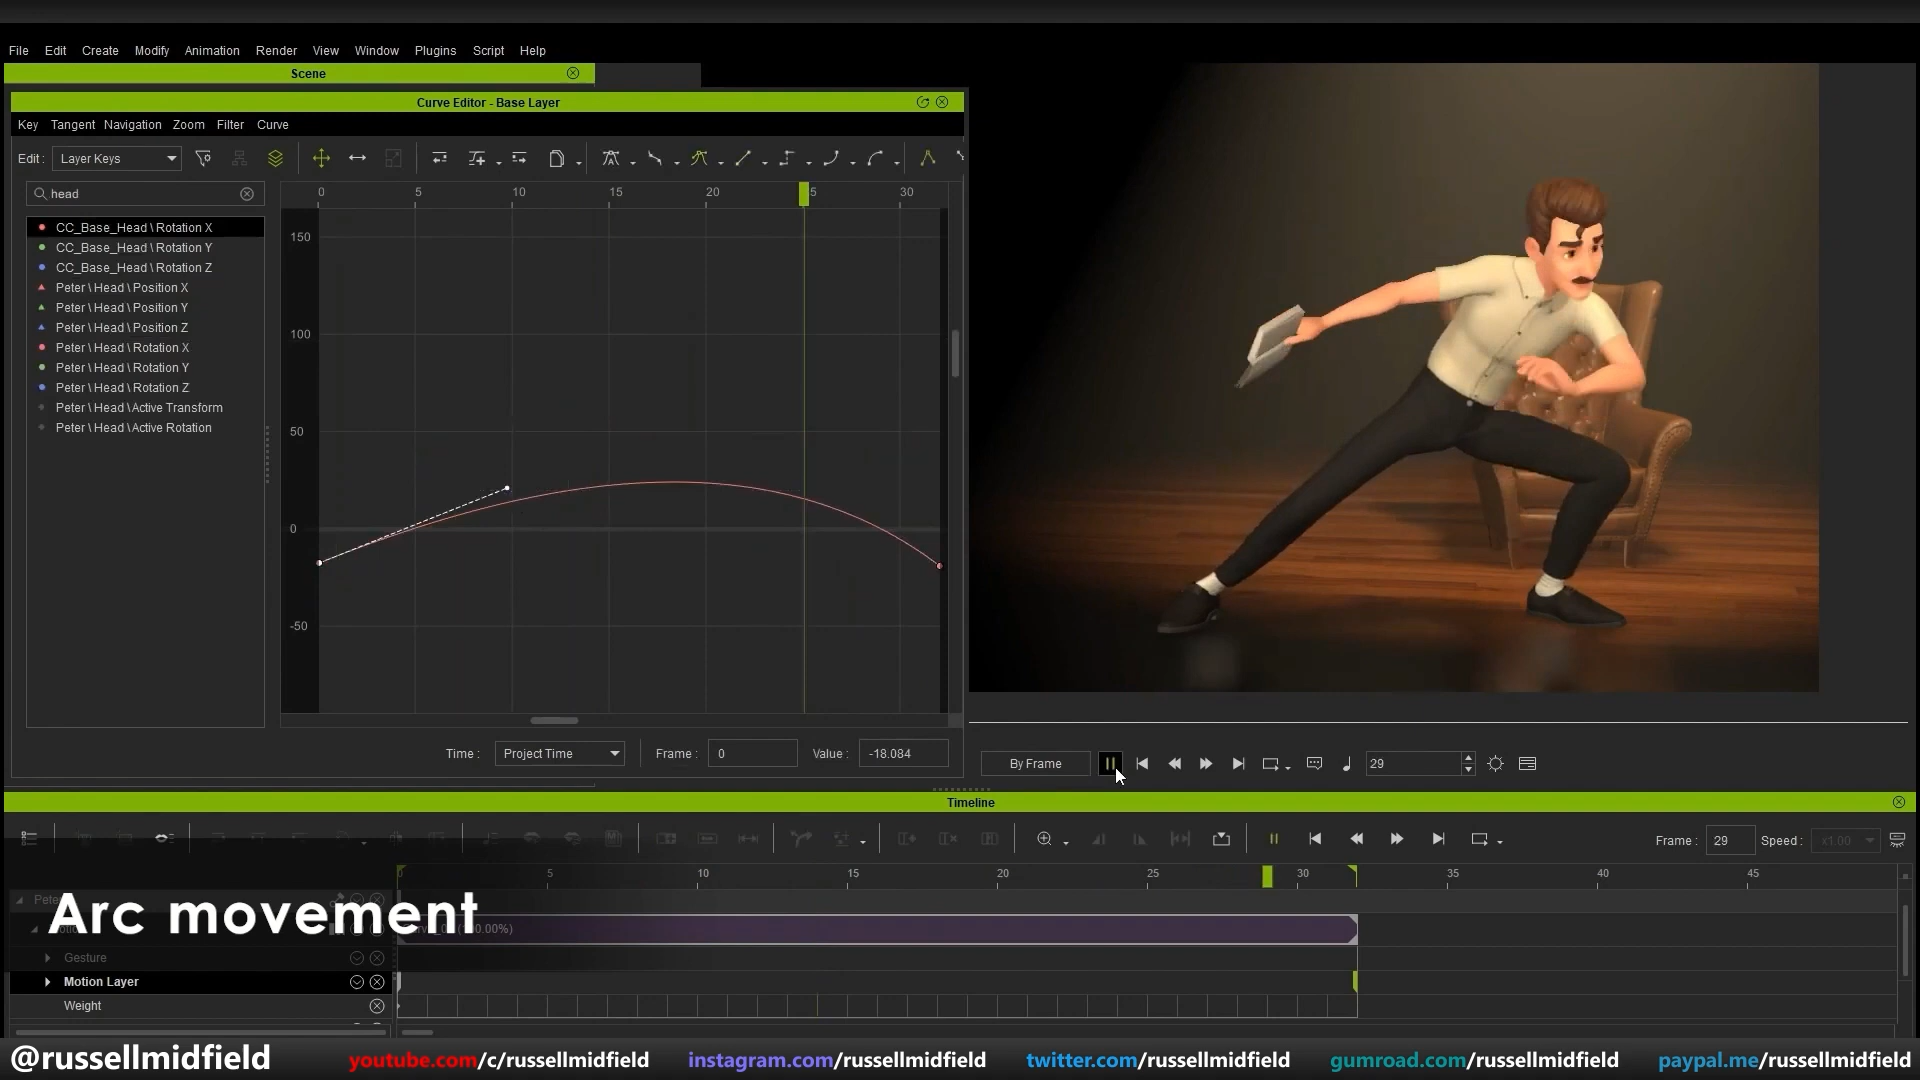 File Edit Create Modify Animation Render View Window Plugins Script Help
Scene
Curve Editor - Base Layer
Key Tangent Navigation Zoom Filter Curve
Edit : Layer Keys
head
0 5 10 15 20 5 30
CC_Base_Head \ Rotation X
CC_Base_Head \ Rotation Y
CC_Base_Head \ Rotation Z
Peter \ Head \ Position X
Peter \ Head \ Position Y
Peter \ Head \ Position Z
Peter \ Head \ Rotation X
Peter \ Head \ Rotation Y
Peter \ Head \ Rotation Z
Peter \ Head \ Active Transform
Peter \ Head \ Active Rotation
150
100
50
0
-50
Time : Project Time Frame : 0 Value : -18.084
By Frame 29
Timeline
Frame : 29 Speed : x1.00
5 10 15 20 25 30 35 40 45
Arc movement
Gesture
Motion Layer
Weight
@russellmidfield youtube.com/c/russellmidfield instagram.com/russellmidfield twitter.com/russellmidfield gumroad.com/russellmidfield paypal.me/russellmidfield